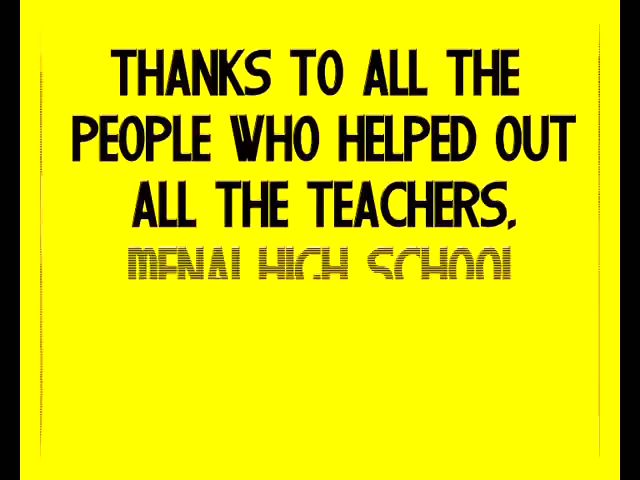 THANKS TO ALL THE
PEOPLE WHO HELPED OUT
ALL THE TEACHERS,
MENAI HIGH SCHOOL